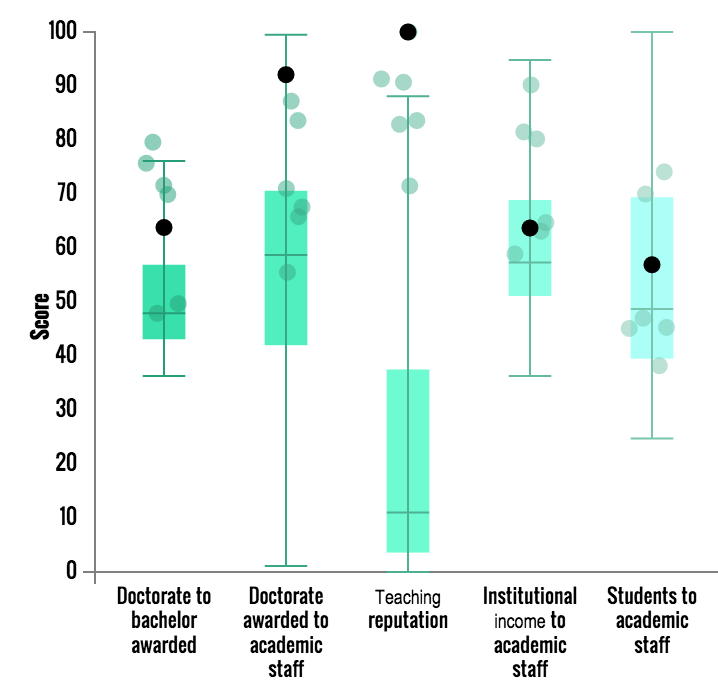 100
90
80
70
60
50
40
30
20
10
0
Score
Doctorate to
bachelor
awarded
Doctorate
awarded to
academic
staff
Teaching
reputation
Institutional
income to
academic
staff
Students to
academic
staff